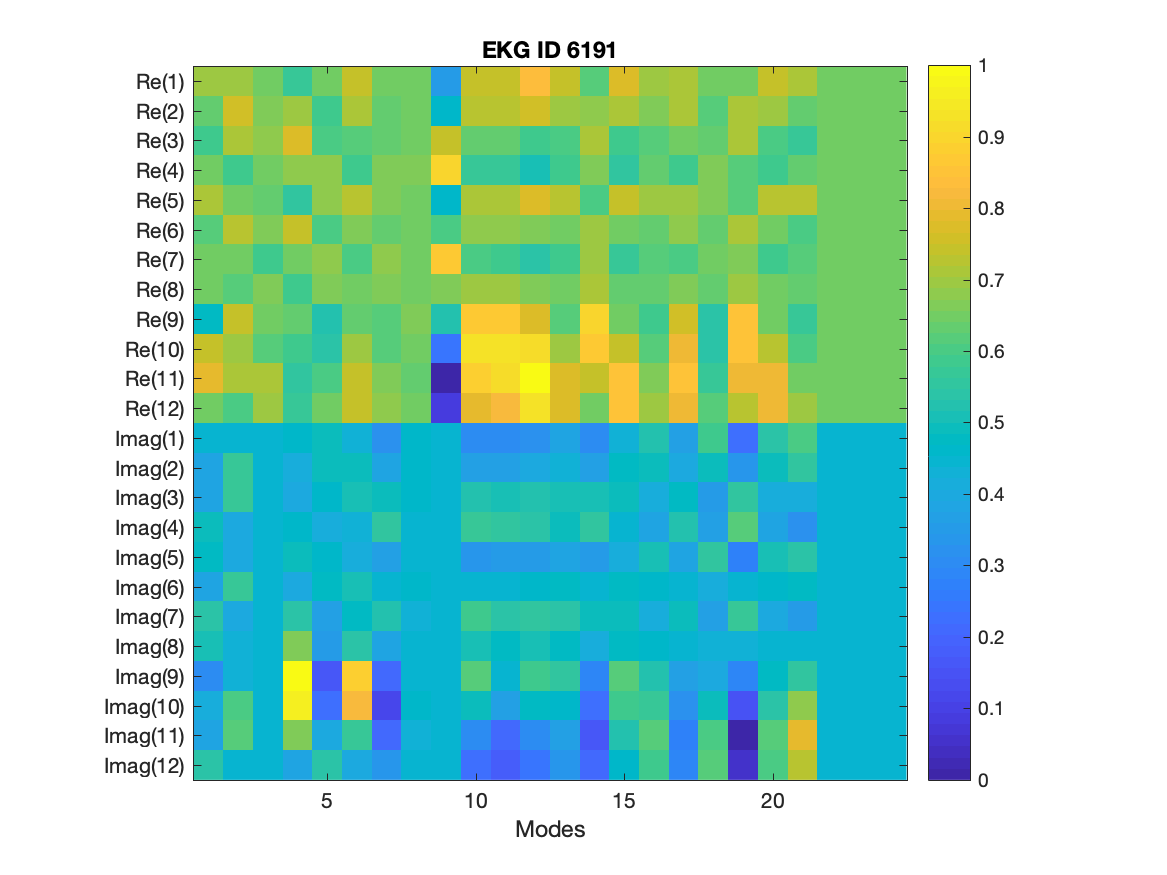 EKG ID 6191
Re(1)
Re(2)
Re(3)
Re(4)
Re(5)
Re(6)
Re(7)
Re(8)
Re(9)
Re(10)
Re(11)
Re(12)
Imag(1)
Imag(2)
Imag(3)
Imag(4)
Imag(5)
Imag(6)
Imag(7)
Imag(8)
Imag(9)
Imag(10)
Imag(11)
Imag(12)
5 10 15 20
Modes
1
0.9
0.8
0.7
0.6
0.5
0.4
0.3
0.2
0.1
0